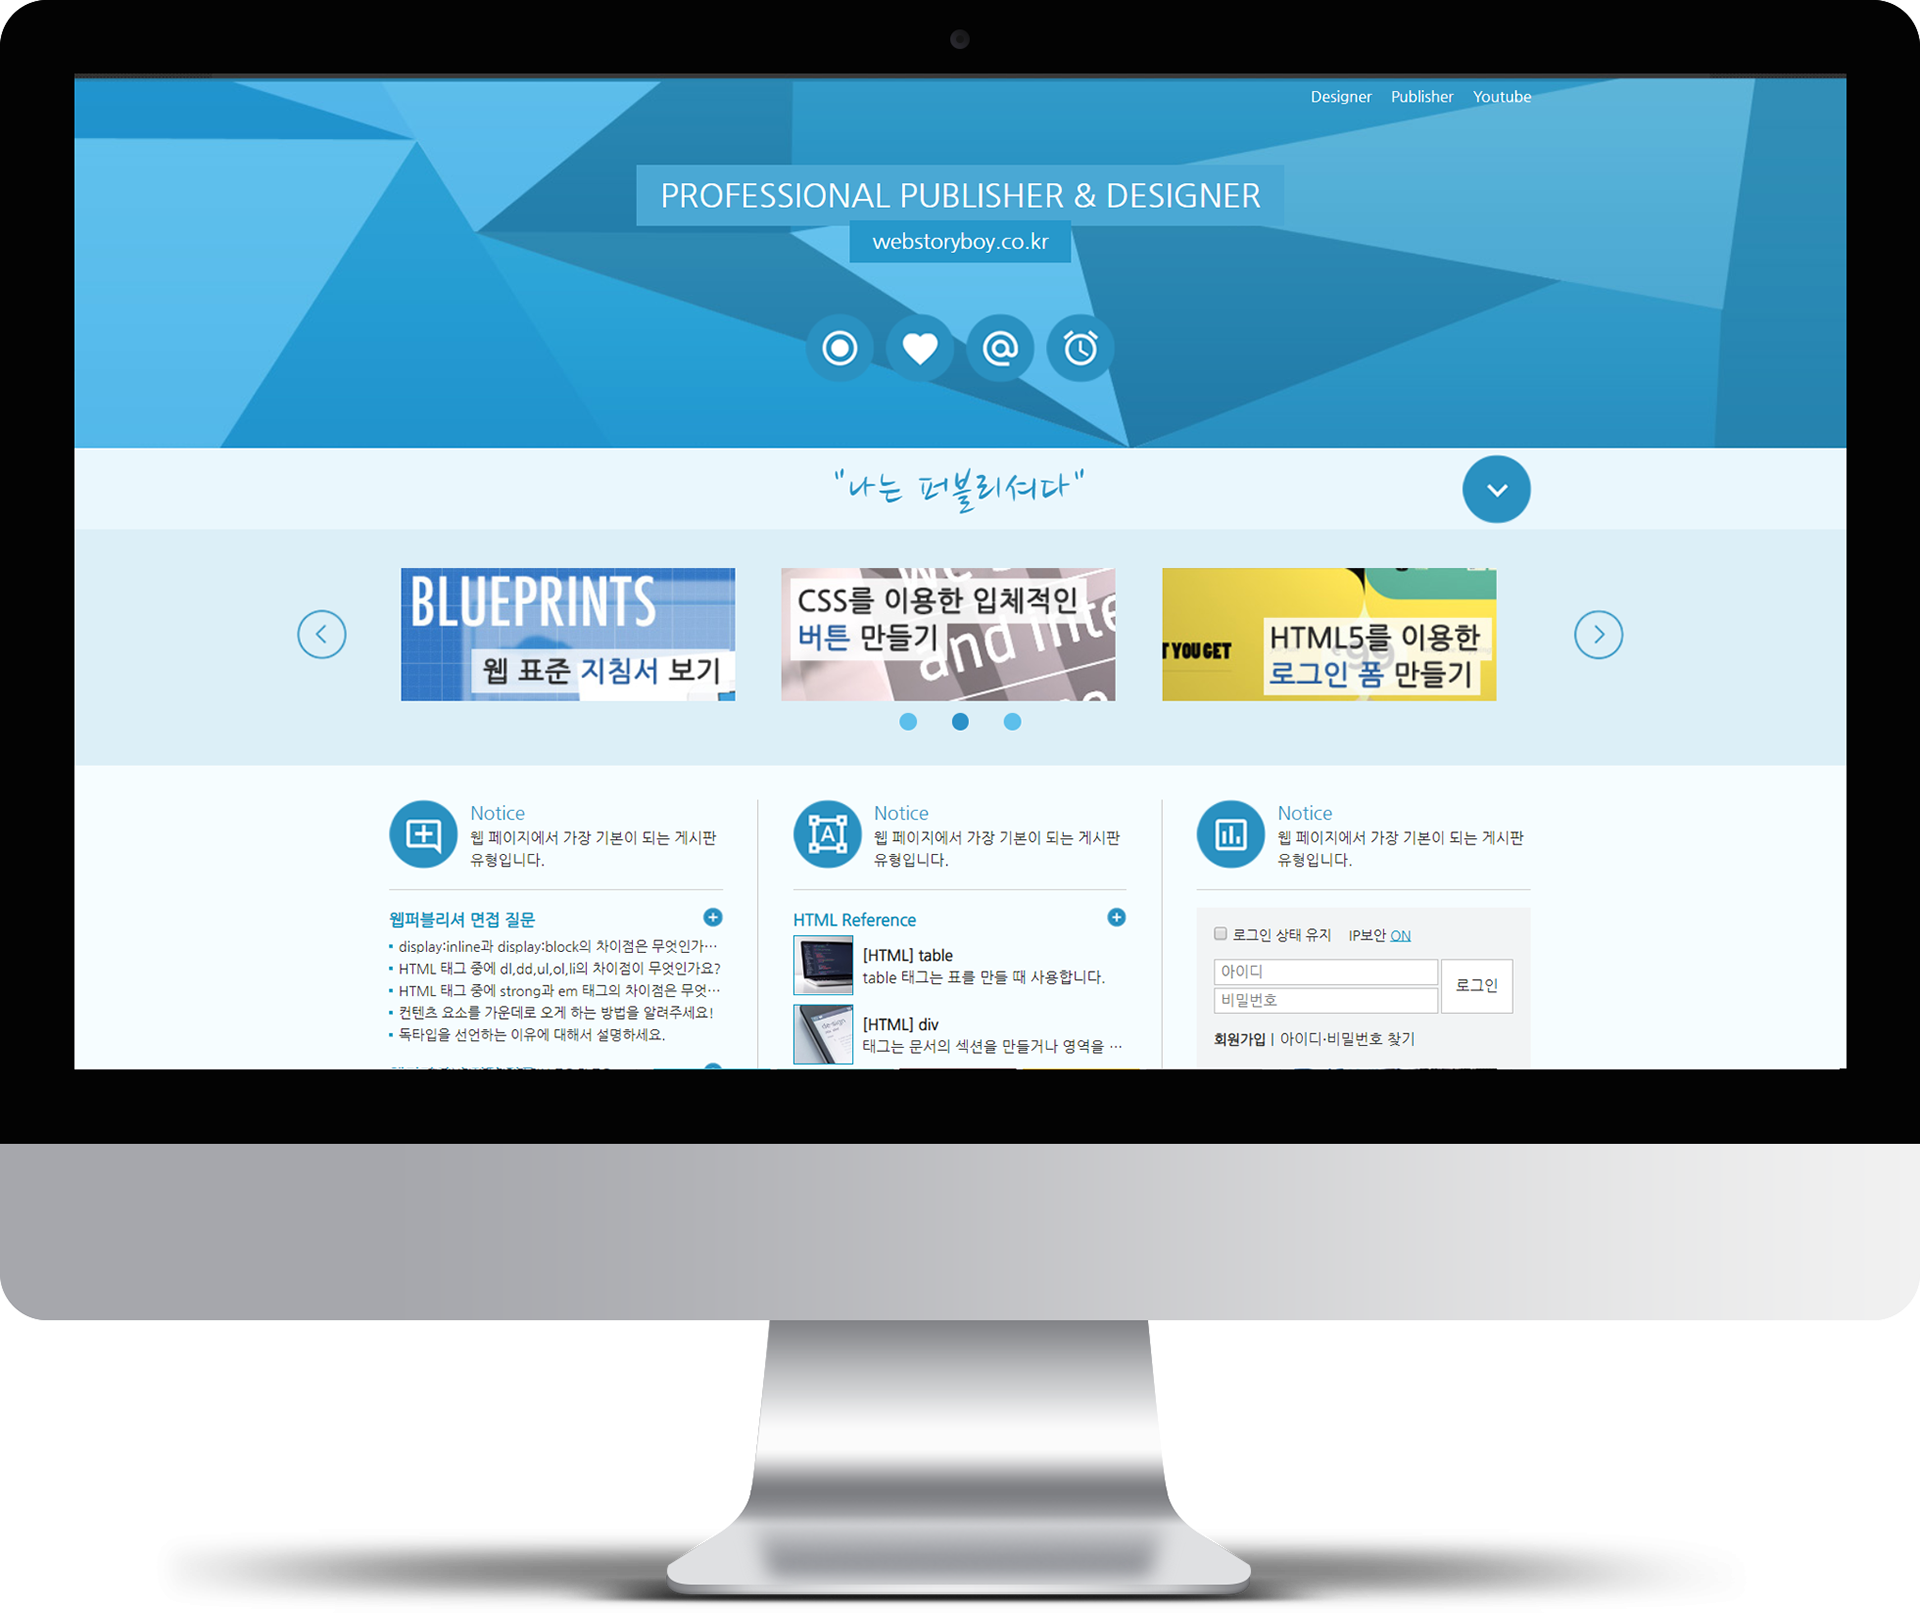 Designer Publisher Youtube
PROFESSIONAL PUBLISHER & DESIGNER
webstoryboy.co.kr
"나는 퍼블리셔다"
BLUEPRINTS
웹 표준 지침서 보기
CSS를 이용한 입체적인
버튼 만들기
and inte
T YOU GET
HTML5를 이용한
로그인 폼 만들기
Notice
웹 페이지에서 가장 기본이 되는 게시판
유형입니다.
웹퍼블리셔 면접 질문
display:inline과 display:block의 차이점은 무엇인가…
HTML 태그 중에 dl,dd,ul,ol,li의 차이점이 무엇인가요?
HTML 태그 중에 strong과 em 태그의 차이점은 무엇…
컨텐츠 요소를 가운데로 오게 하는 방법을 알려주세요!
독타입을 선언하는 이유에 대해서 설명하세요.
Notice
웹 페이지에서 가장 기본이 되는 게시판
유형입니다.
HTML Reference
[HTML] table
table 태그는 표를 만들 때 사용합니다.
[HTML] div
태그는 문서의 섹션을 만들거나 영역을 …
Notice
웹 페이지에서 가장 기본이 되는 게시판
유형입니다.
로그인 상태 유지 IP보안 ON
아이디
비밀번호
로그인
회원가입 | 아이디·비밀번호 찾기